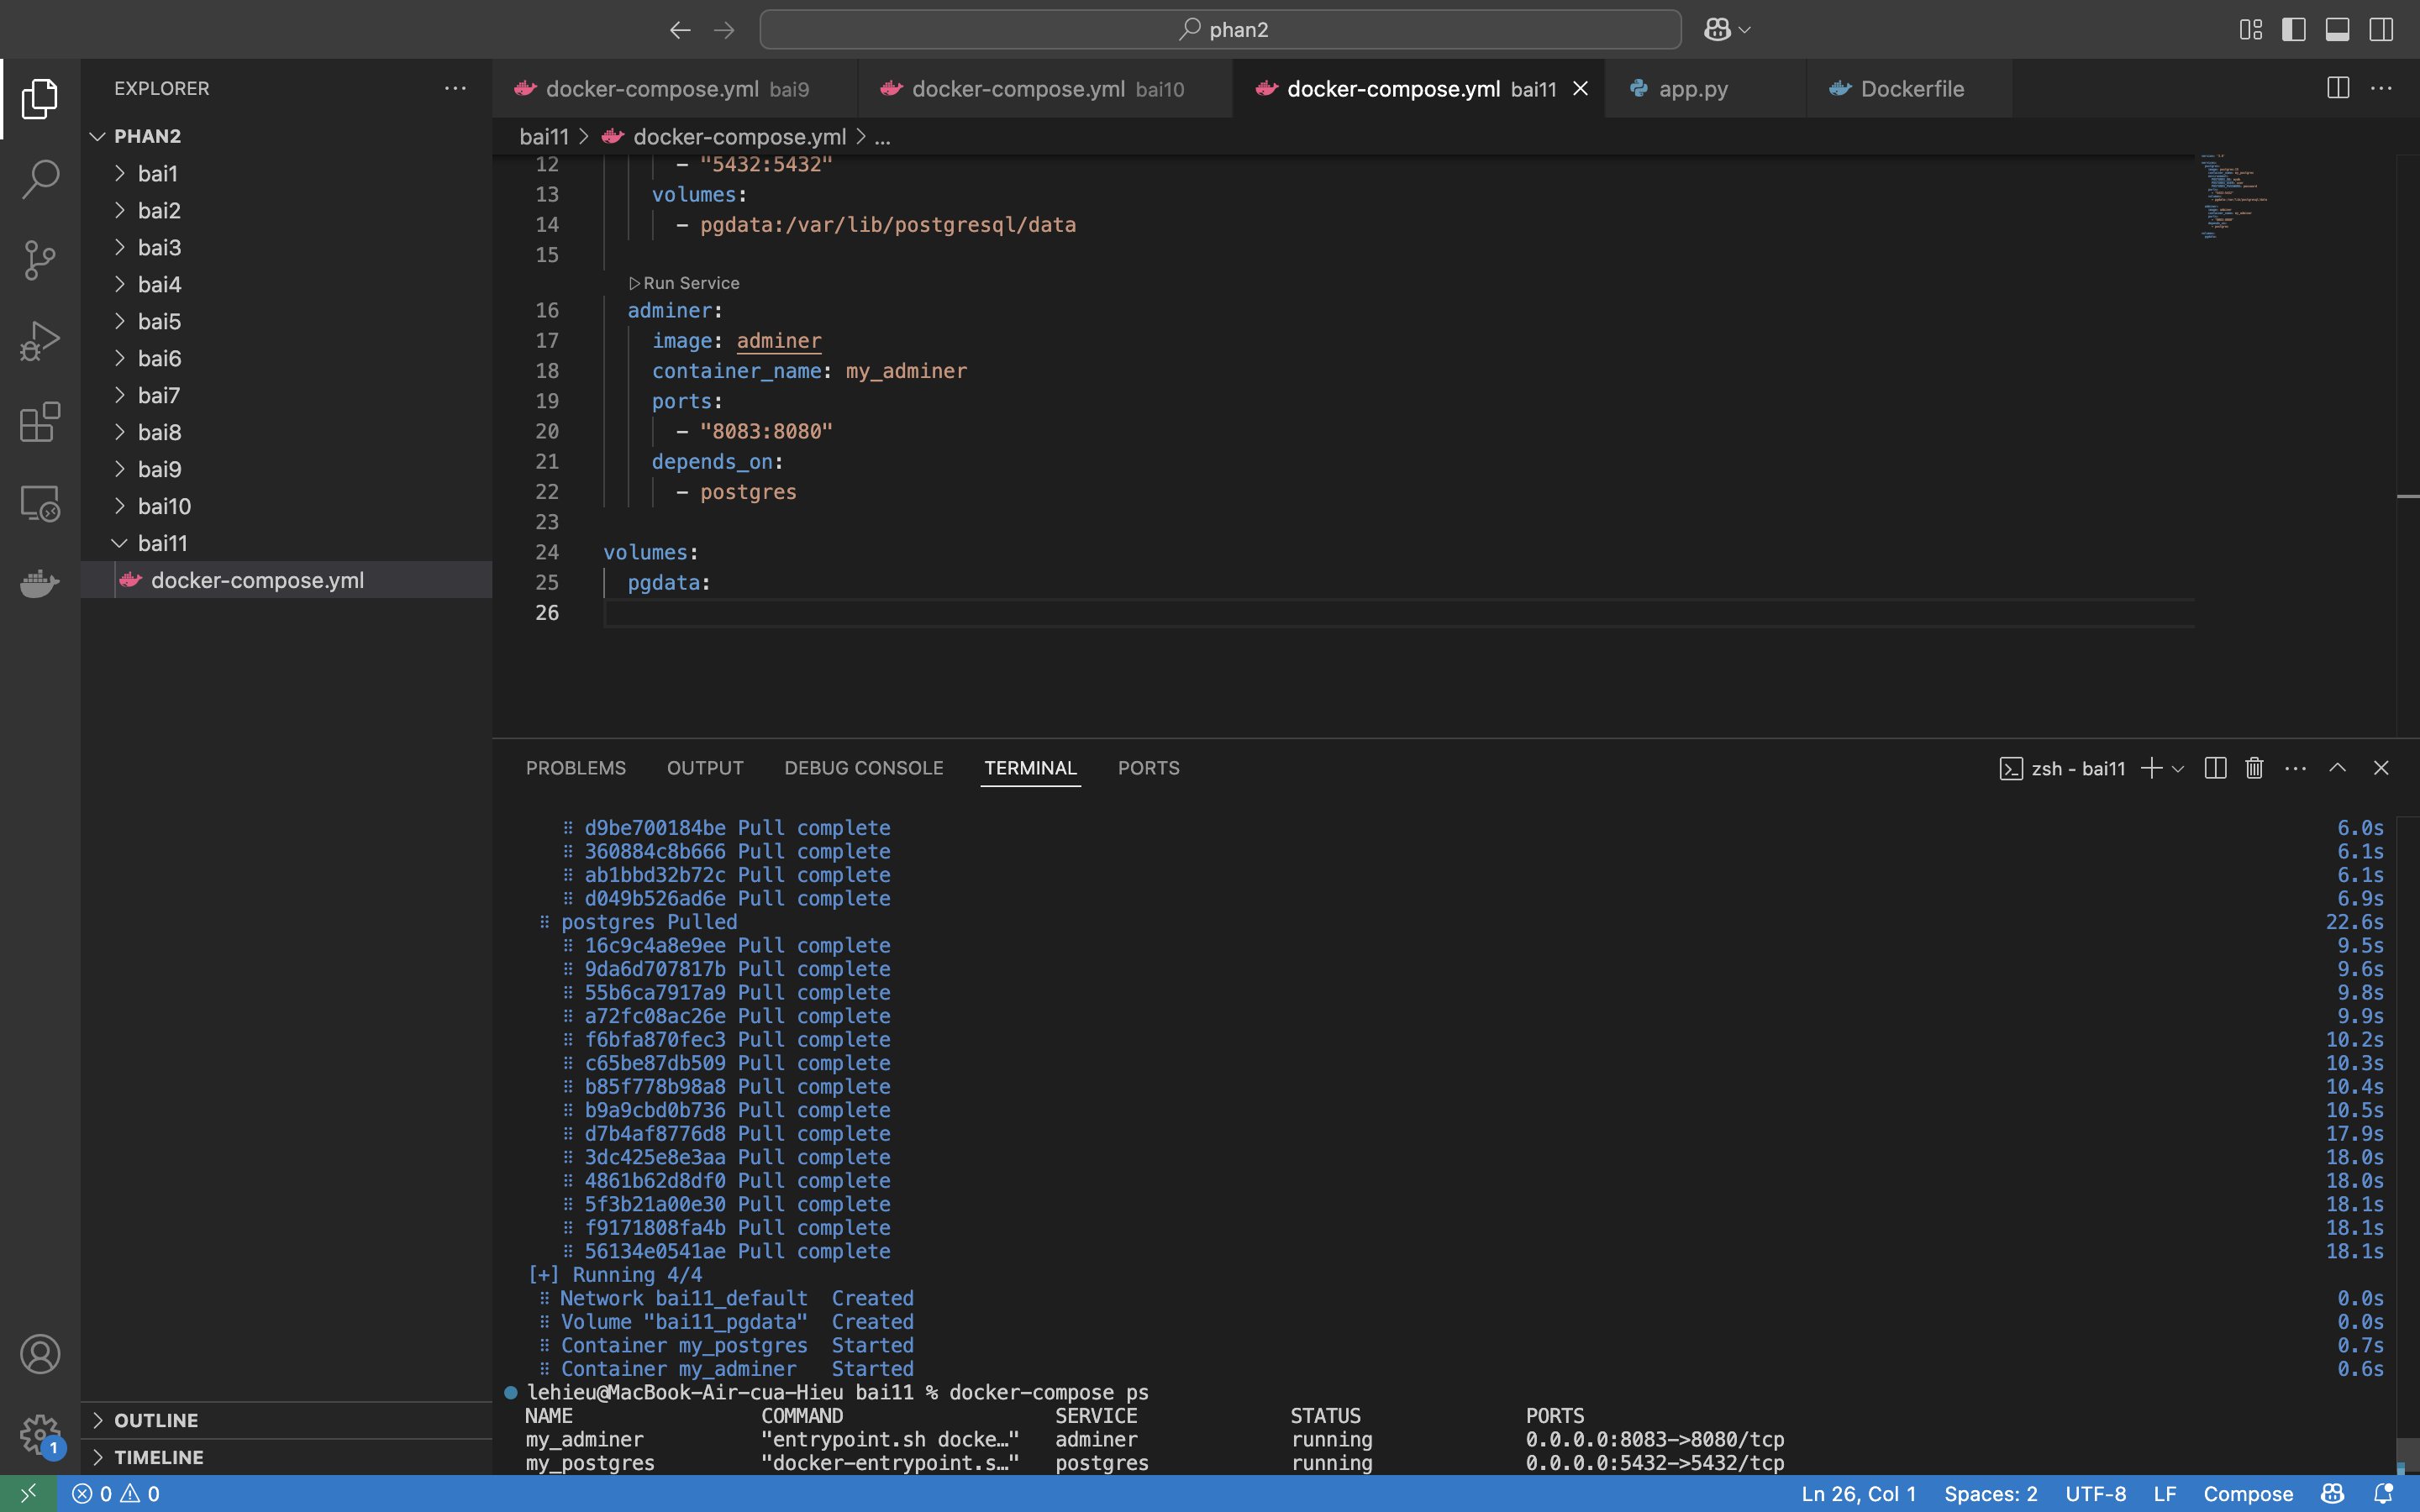 phan2
EXPLORER
PHAN2
bai1
bai2
bai3
bai4
bai5
bai6
bai7
bai8
bai9
bai10
bai11
docker-compose.yml
OUTLINE
TIMELINE
docker-compose.yml bai9
docker-compose.yml bai10
docker-compose.yml bai11
app.py
Dockerfile
bai11 > docker-compose.yml > ...
12 - "5432:5432"
13 volumes:
14 - pgdata:/var/lib/postgresql/data
15
Run Service
16 adminer:
17 image: adminer
18 container_name: my_adminer
19 ports:
20 - "8083:8080"
21 depends_on:
22 - postgres
23
24 volumes:
25 pgdata:
26
PROBLEMS OUTPUT DEBUG CONSOLE TERMINAL PORTS
zsh - bai11
d9be700184be Pull complete 6.0s
360884c8b666 Pull complete 6.1s
ab1bbd32b72c Pull complete 6.1s
d049b526ad6e Pull complete 6.9s
postgres Pulled 22.6s
16c9c4a8e9ee Pull complete 9.5s
9da6d707817b Pull complete 9.6s
55b6ca7917a9 Pull complete 9.8s
a72fc08ac26e Pull complete 9.9s
f6bfa870fec3 Pull complete 10.2s
c65be87db509 Pull complete 10.3s
b85f778b98a8 Pull complete 10.4s
b9a9cbd0b736 Pull complete 10.5s
d7b4af8776d8 Pull complete 17.9s
3dc425e8e3aa Pull complete 18.0s
4861b62d8df0 Pull complete 18.0s
5f3b21a00e30 Pull complete 18.1s
f9171808fa4b Pull complete 18.1s
56134e0541ae Pull complete 18.1s
[+] Running 4/4
Network bai11_default Created 0.0s
Volume "bai11_pgdata" Created 0.0s
Container my_postgres Started 0.7s
Container my_adminer Started 0.6s
lehieu@MacBook-Air-cua-Hieu bai11 % docker-compose ps
NAME COMMAND SERVICE STATUS PORTS
my_adminer "entrypoint.sh docke…" adminer running 0.0.0.0:8083->8080/tcp
my_postgres "docker-entrypoint.s…" postgres running 0.0.0.0:5432->5432/tcp
1
0 0
Ln 26, Col 1 Spaces: 2 UTF-8 LF Compose